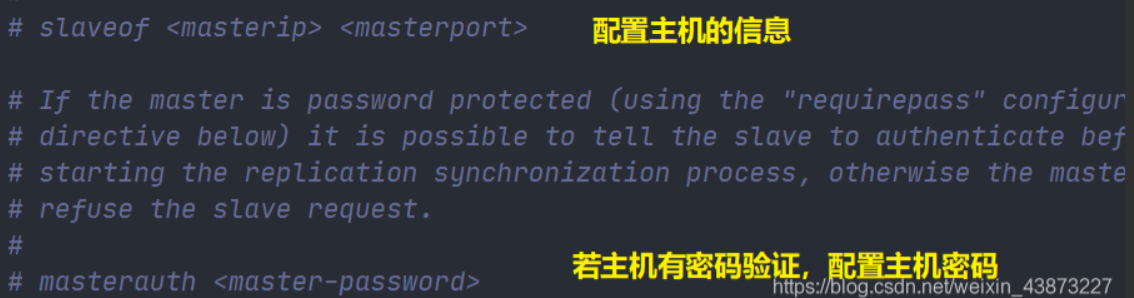 # slaveof <masterip> <masterport> 配置主机的信息
# If the master is password protected (using the "requirepass" configur
# directive below) it is possible to tell the slave to authenticate bef
# starting the replication synchronization process, otherwise the maste
# refuse the slave request.
#
# masterauth <master-password> 若主机有密码验证，配置主机密码
https://blog.csdn.net/weixin_43873227